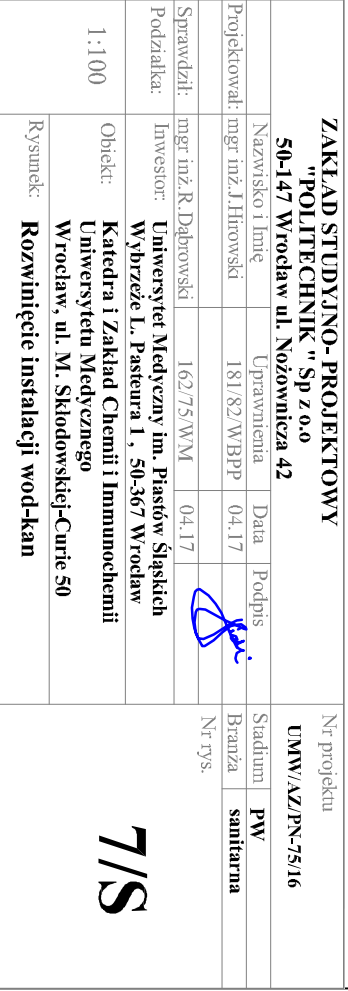 ZAKŁAD STUDYJNO- PROJEKTOWY
"POLITECHNIK " Sp z o.o
50-147 Wrocław ul. Nożownicza 42
Nr projektu
UMW/AZ/PN-75/16
Nazwisko i Imię Uprawnienia Data Podpis
Stadium PW
Projektował: mgr inż.J.Hirowski 181/82/WBPP 04.17
Branża sanitarna
Sprawdził: mgr inż.R.Dąbrowski 162/75/WM 04.17
Nr rys.
7/S
Podziałka:
1:100
Inwestor: Uniwersytet Medyczny im. Piastów Śląskich
Wybrzeże L. Pasteura 1 , 50-367 Wrocław
Obiekt: Katedra i Zakład Chemii i Immunochemii
Uniwersytetu Medycznego
Wrocław, ul. M. Skłodowskiej-Curie 50
Rysunek: Rozwinięcie instalacji wod-kan